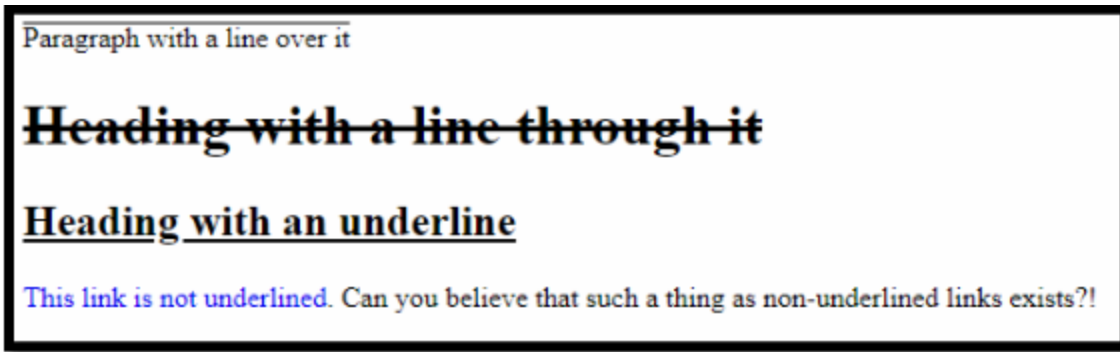 Paragraph with a line over it
Heading with a line through it
Heading with an underline
This link is not underlined. Can you believe that such a thing as non-underlined links exists?!